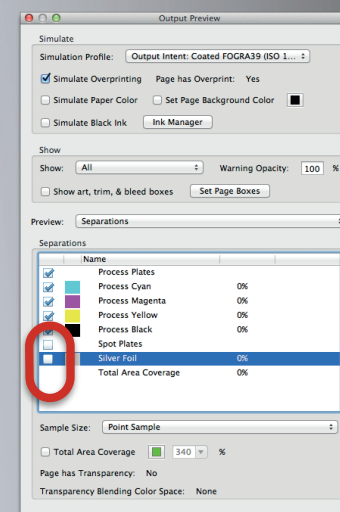 Output Preview
Simulate
Simulation Profile: Output Intent: Coated FOGRA39 (ISO 1...
Simulate Overprinting Page has Overprint: Yes
Simulate Paper Color Set Page Background Color
Simulate Black Ink Ink Manager
Show
Show: All Warning Opacity: 100 %
Show art, trim, & bleed boxes Set Page Boxes
Preview: Separations
Separations
Name
Process Plates
Process Cyan 0%
Process Magenta 0%
Process Yellow 0%
Process Black 0%
Spot Plates
Silver Foil 0%
Total Area Coverage 0%
Sample Size: Point Sample
Total Area Coverage 340 %
Page has Transparency: No
Transparency Blending Color Space: None